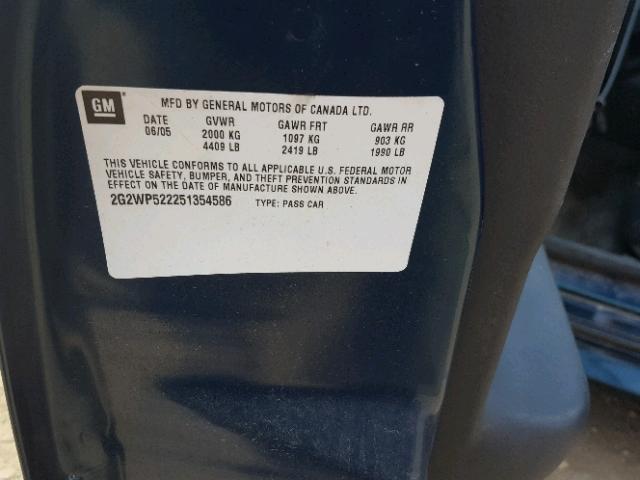 GM
MFD BY GENERAL MOTORS OF CANADA LTD.
DATE GVWR GAWR FRT GAWR RR
06/05 2000 KG 1097 KG 903 KG
4409 LB 2419 LB 1990 LB
THIS VEHICLE CONFORMS TO ALL APPLICABLE U.S. FEDERAL MOTOR
VEHICLE SAFETY, BUMPER, AND THEFT PREVENTION STANDARDS IN
EFFECT ON THE DATE OF MANUFACTURE SHOWN ABOVE.
2G2WP522251354586 TYPE: PASS CAR